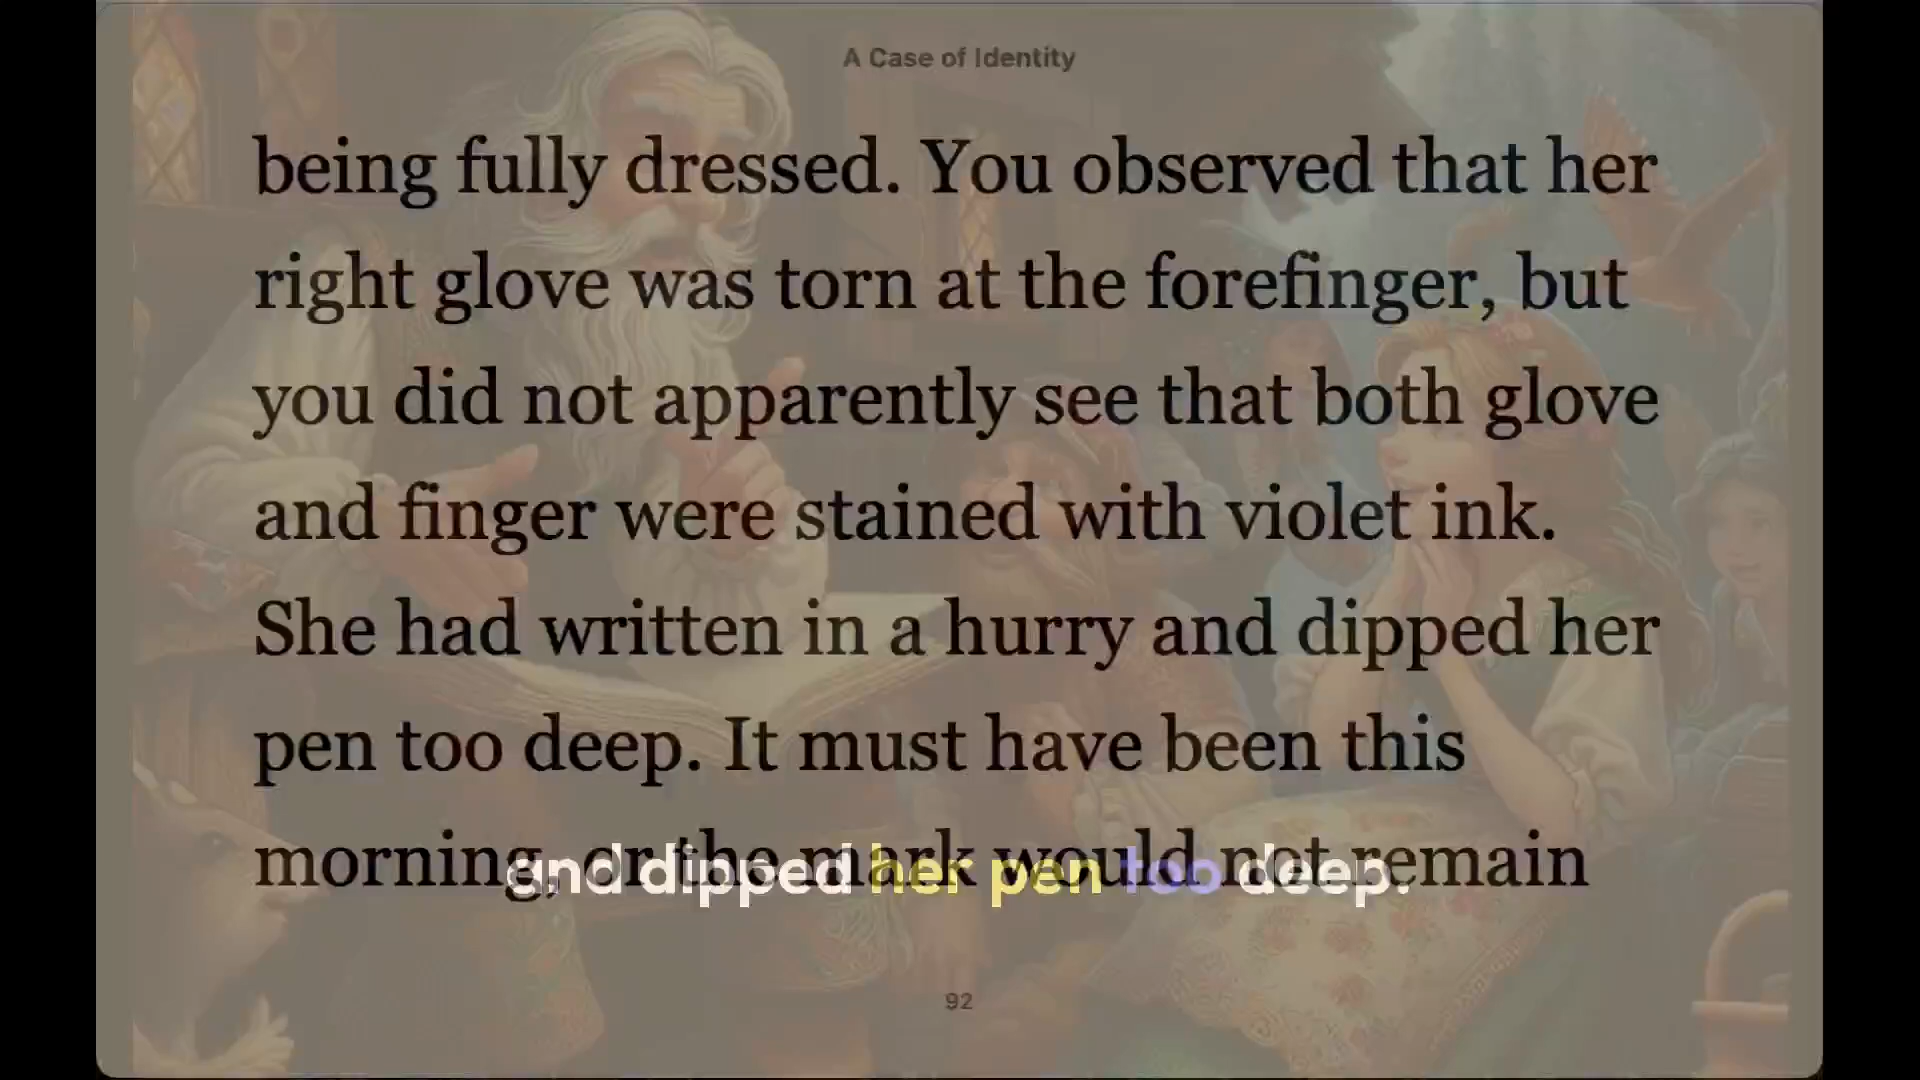 A Case of Identity
being fully dressed. You observed that her
right glove was torn at the forefinger, but
you did not apparently see that both glove
and finger were stained with violet ink.
She had written in a hurry and dipped her
pen too deep. It must have been this
morning, or the mark would not remain
and dipped her pen too deep.
92